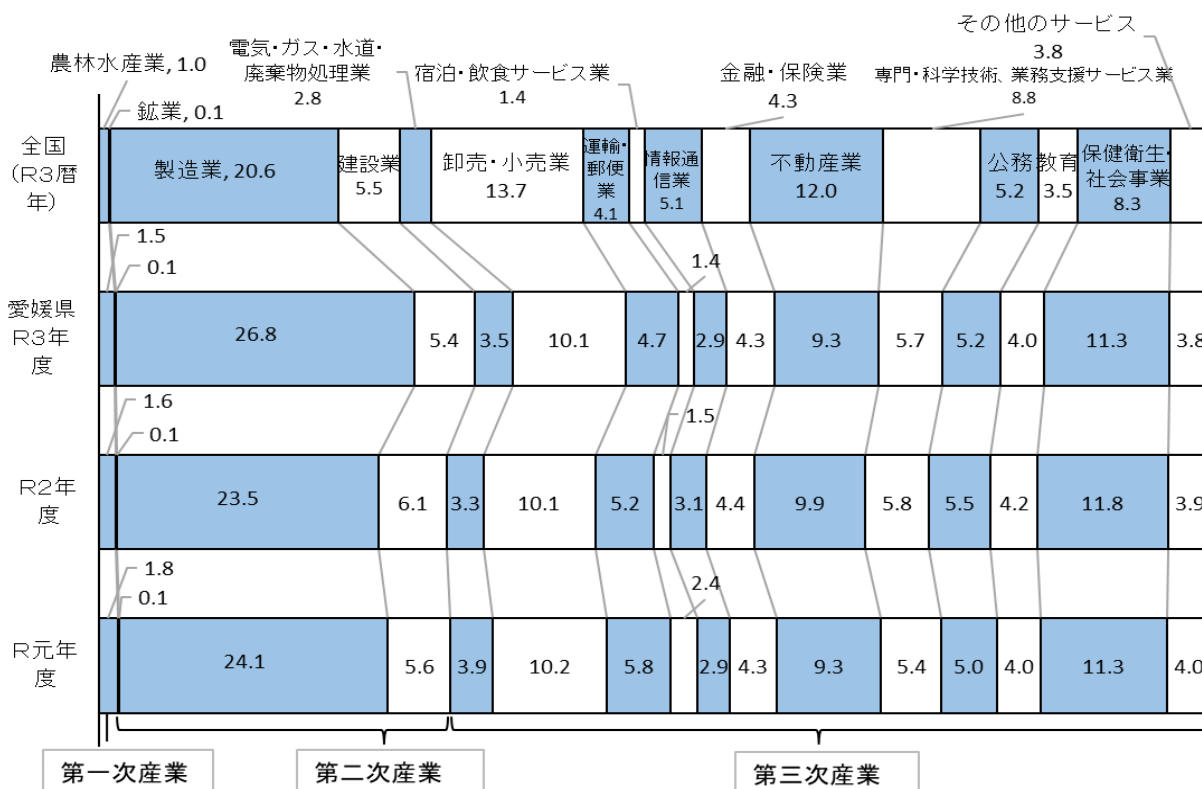 その他のサービス
3.8
農林水産業, 1.0
電気・ガス・水道・
廃棄物処理業
2.8
宿泊・飲食サービス業
1.4
金融・保険業
4.3
専門・科学技術、業務支援サービス業
8.8
鉱業, 0.1
全国
(R3暦
年)
製造業, 20.6
建設業
5.5
卸売・小売業
13.7
運輸・
郵便
業
4.1
情報通
信業
5.1
不動産業
12.0
公務
5.2
教育
3.5
保健衛生・
社会事業
8.3
1.5
0.1
1.4
愛媛県
R3年
度
26.8
5.4
3.5
10.1
4.7
2.9
4.3
9.3
5.7
5.2
4.0
11.3
3.8
1.6
0.1
1.5
R2年
度
23.5
6.1
3.3
10.1
5.2
3.1
4.4
9.9
5.8
5.5
4.2
11.8
3.9
1.8
0.1
2.4
R元年
度
24.1
5.6
3.9
10.2
5.8
2.9
4.3
9.3
5.4
5.0
4.0
11.3
4.0
第一次産業
第二次産業
第三次産業